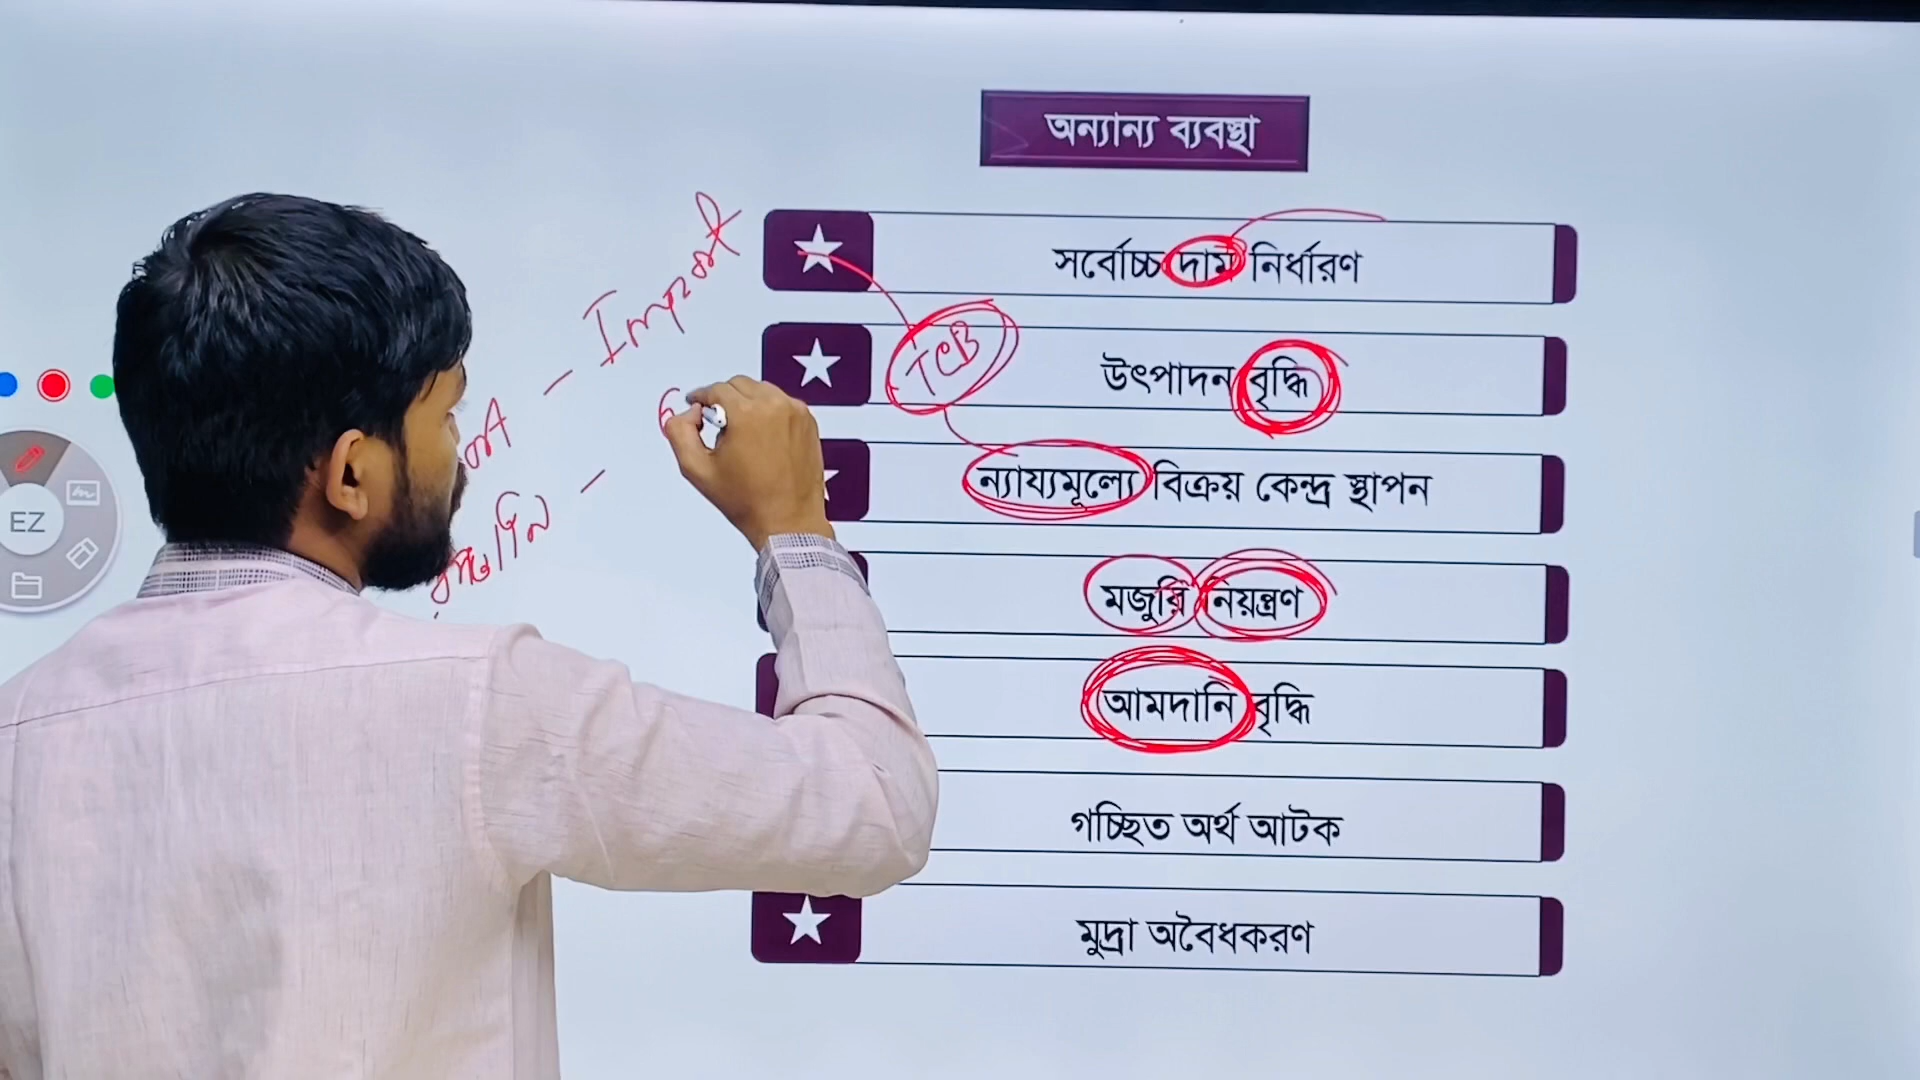 অন্যান্য ব্যবস্থা
সর্বোচ্চ দাম নির্ধারণ
Import
TCB
উৎপাদন বৃদ্ধি
ন্যায্যমূল্যে বিক্রয় কেন্দ্র স্থাপন
EZ
মজুরি নিয়ন্ত্রণ
আমদানি বৃদ্ধি
গচ্ছিত অর্থ আটক
মুদ্রা অবৈধকরণ